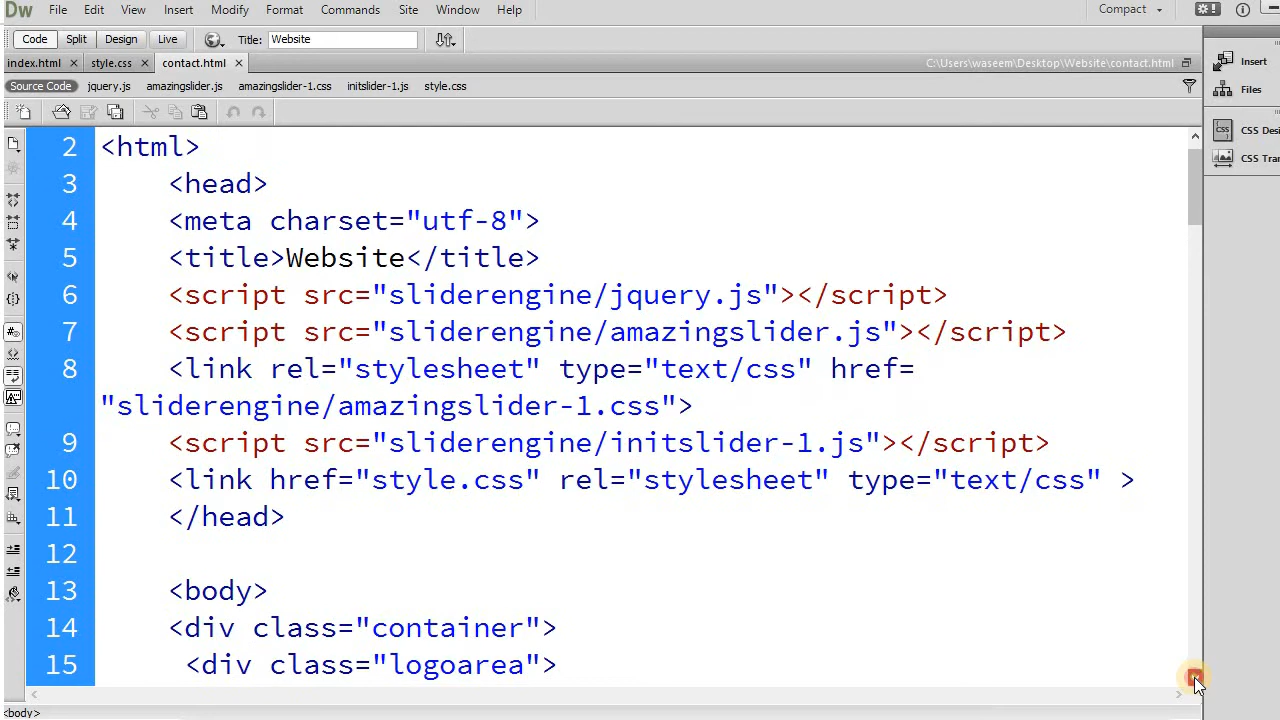 Dw File Edit View Insert Modify Format Commands Site Window Help Compact
Code Split Design Live Title: Website
index.html style.css contact.html C:\Users\waseem\Desktop\Website\contact.html
Source Code jquery.js amazingslider.js amazingslider-1.css initslider-1.js style.css
Insert
Files
CSS Des
CSS Tran
2 <html>
3 <head>
4 <meta charset="utf-8">
5 <title>Website</title>
6 <script src="sliderengine/jquery.js"></script>
7 <script src="sliderengine/amazingslider.js"></script>
8 <link rel="stylesheet" type="text/css" href=
"sliderengine/amazingslider-1.css">
9 <script src="sliderengine/initslider-1.js"></script>
10 <link href="style.css" rel="stylesheet" type="text/css" >
11 </head>
12
13 <body>
14 <div class="container">
15 <div class="logoarea">
<body>